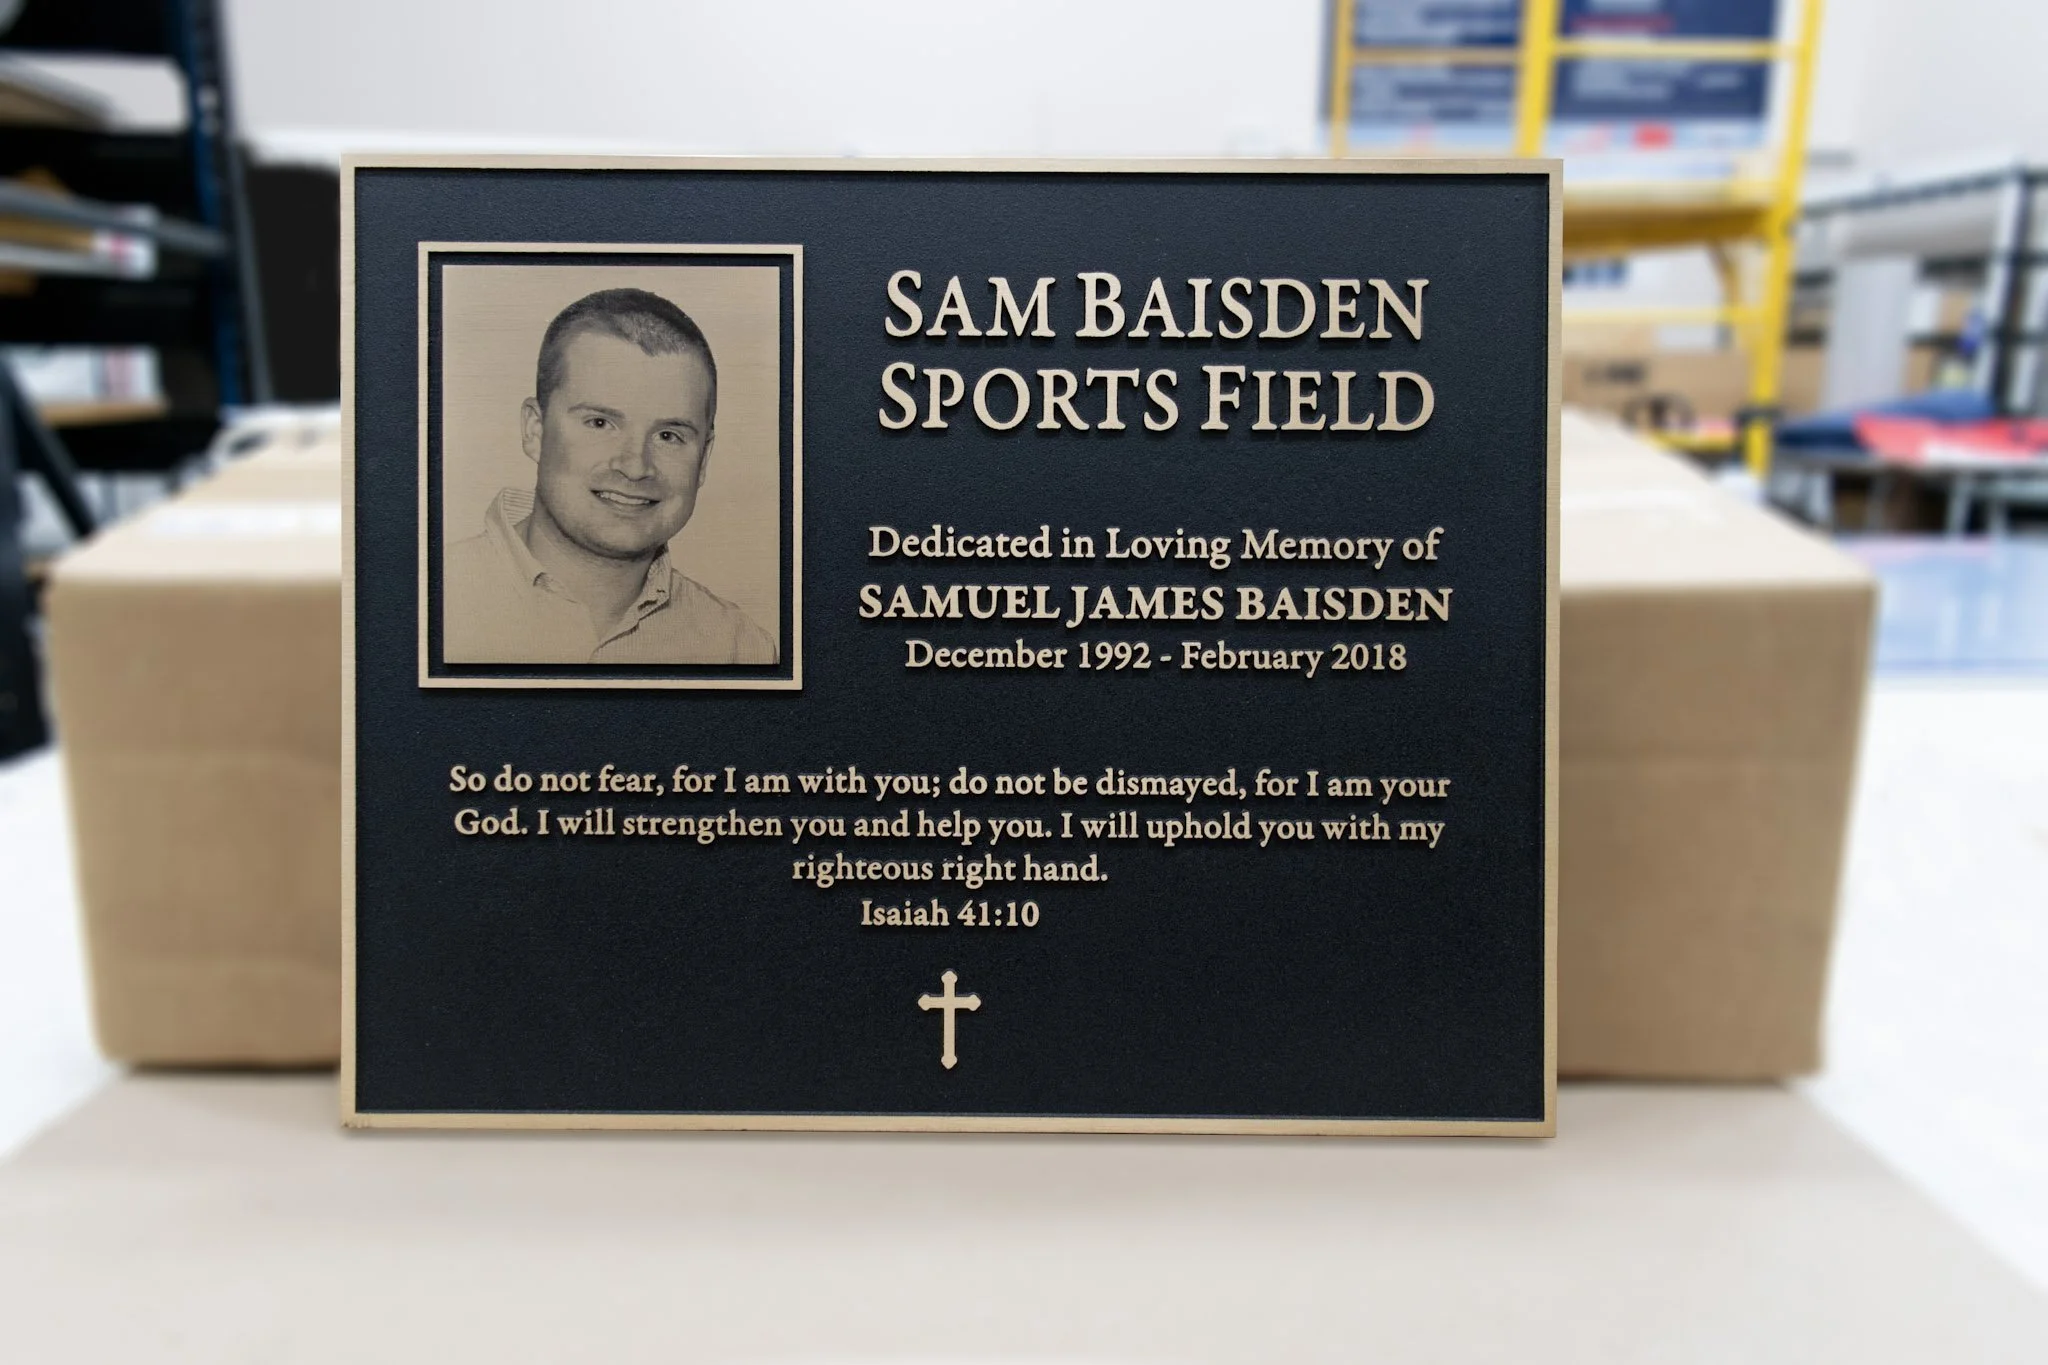 SAM BAISDEN
SPORTS FIELD
Dedicated in Loving Memory of
SAMUEL JAMES BAISDEN
December 1992 - February 2018
So do not fear, for I am with you; do not be dismayed, for I am your
God. I will strengthen you and help you. I will uphold you with my
righteous right hand.
Isaiah 41:10